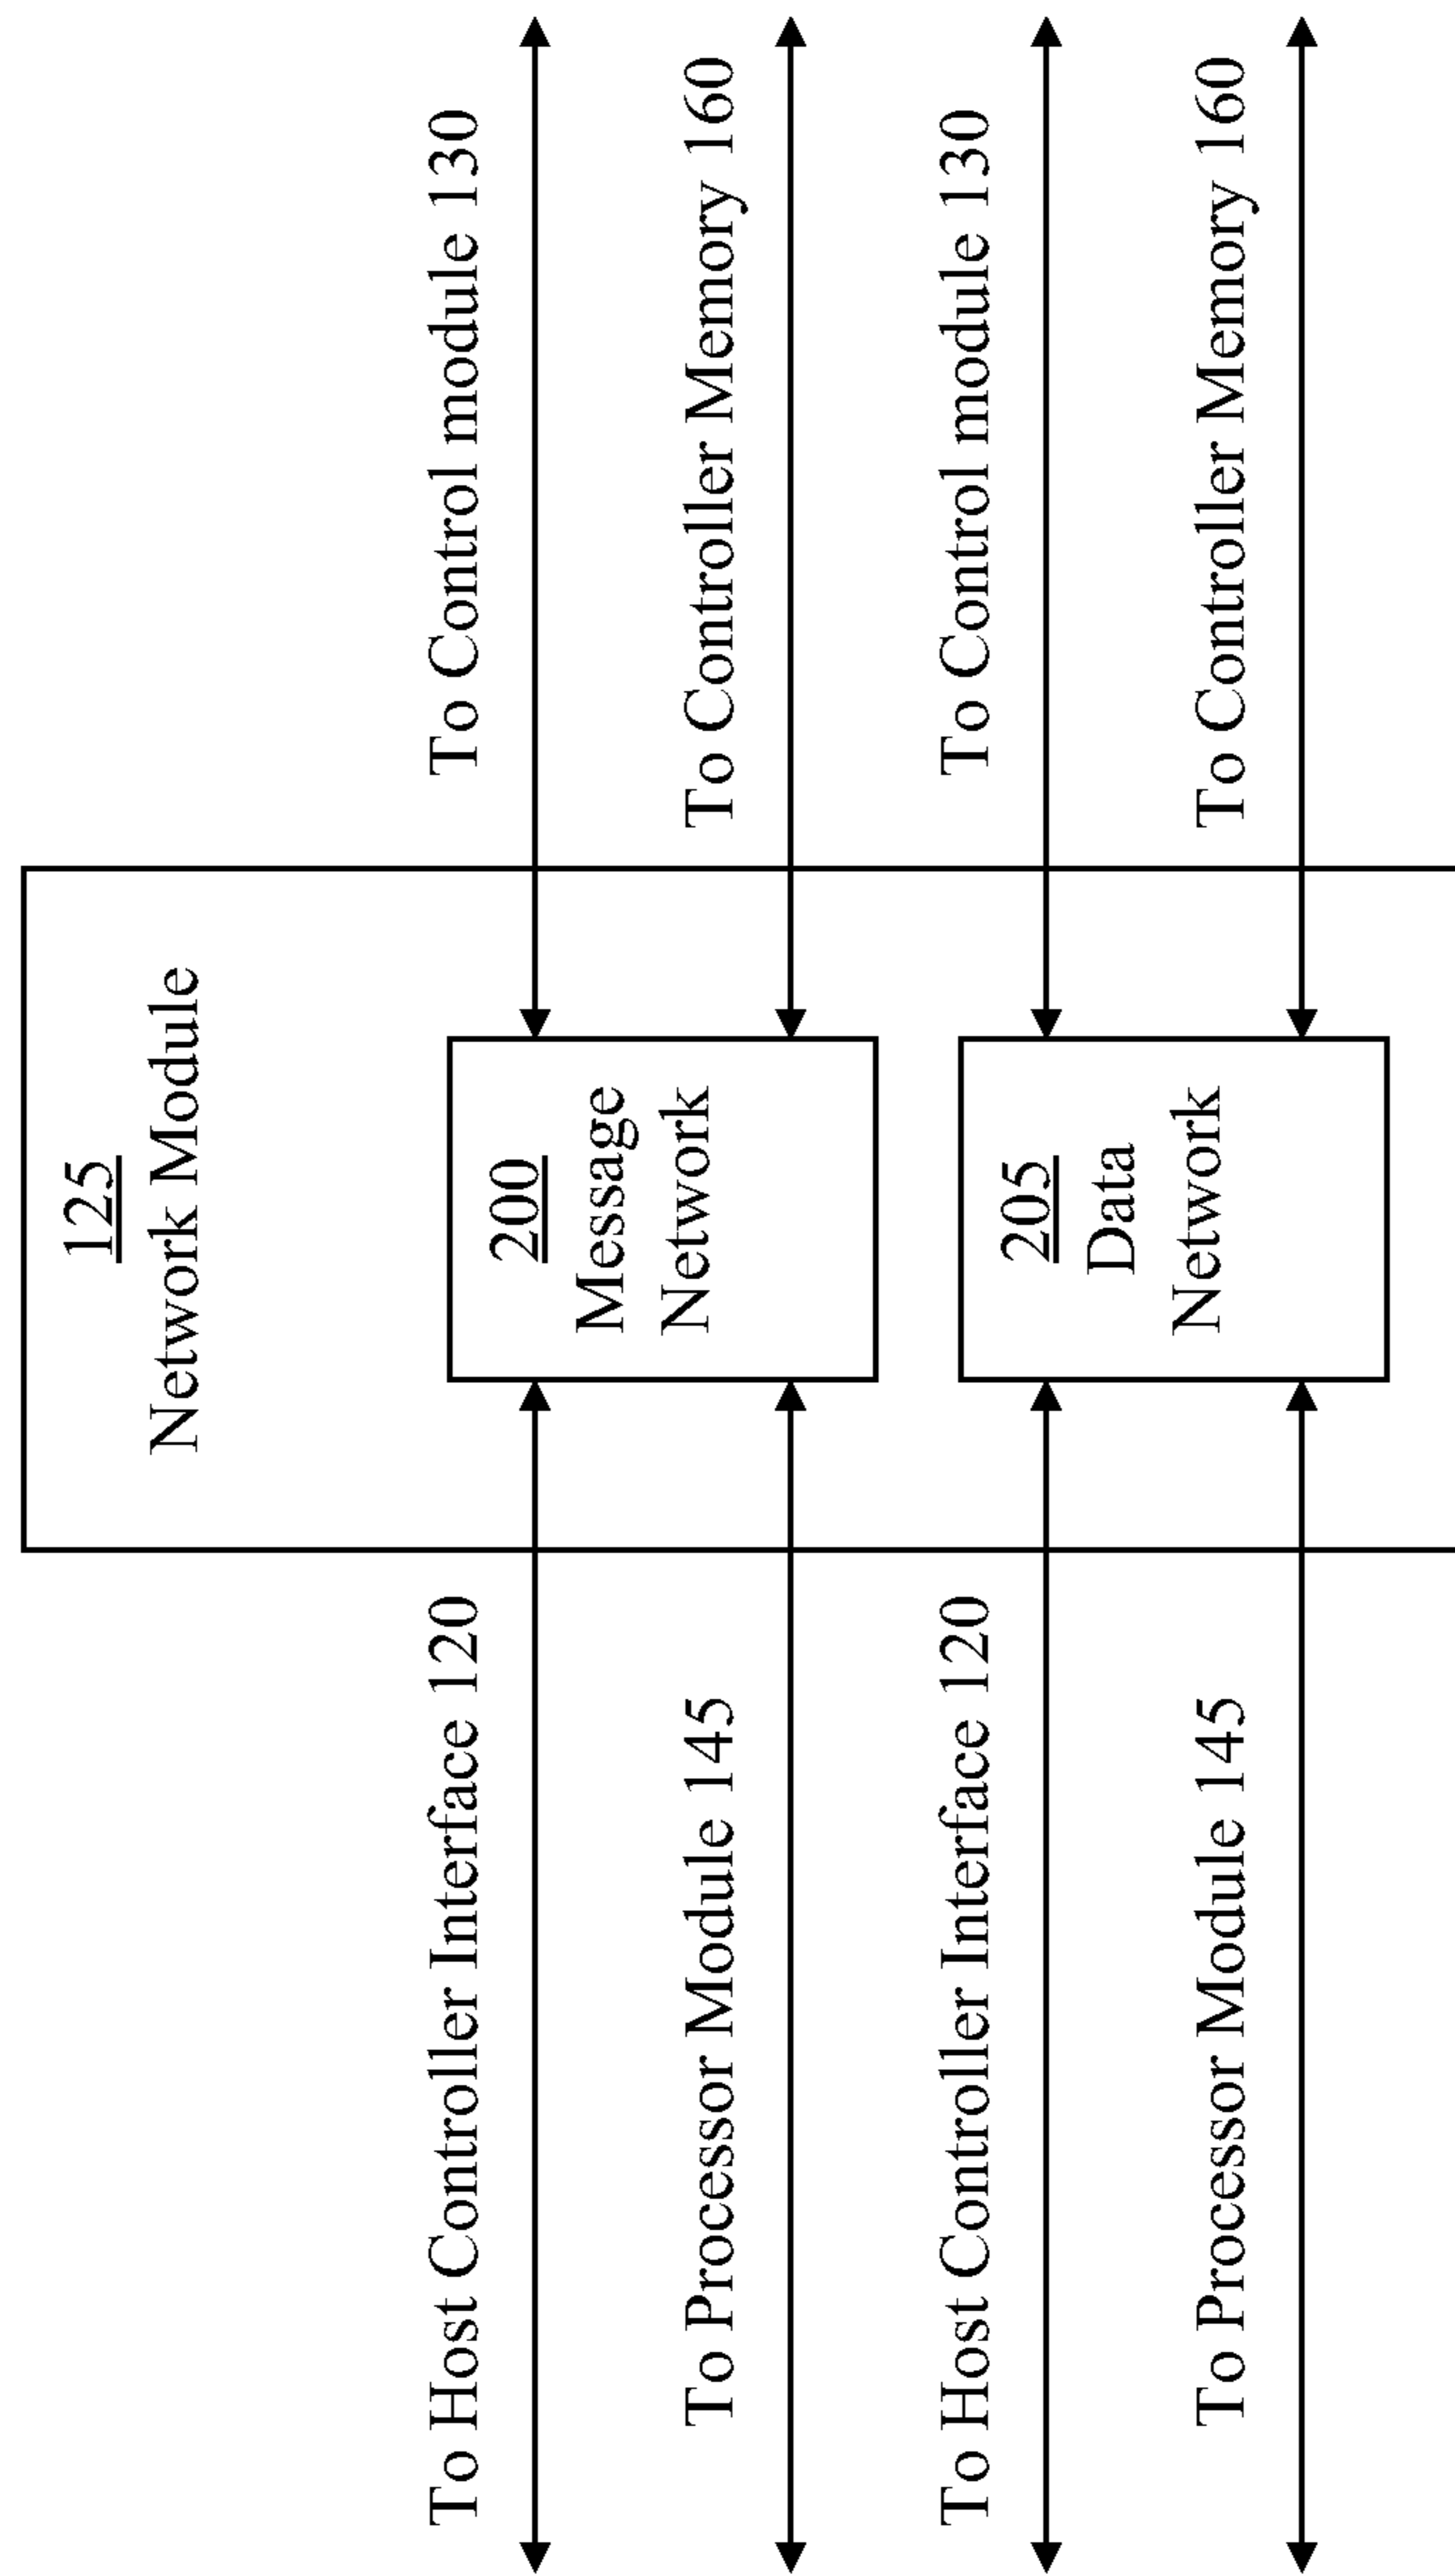 125
Network Module
To Host Controller Interface 120
To Control module 130
200
Message
Network
To Processor Module 145
To Controller Memory 160
To Host Controller Interface 120
To Control module 130
205
Data
Network
To Processor Module 145
To Controller Memory 160